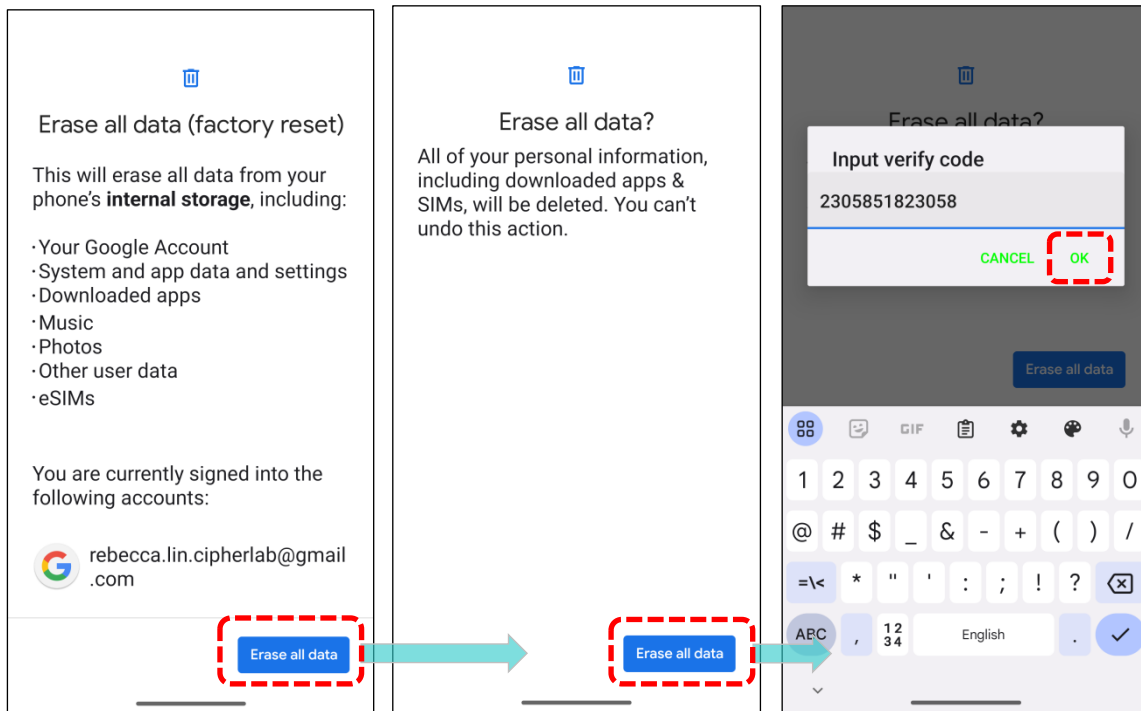 Erase all data (factory reset)
This will erase all data from your
phone's internal storage, including:
·Your Google Account
·System and app data and settings
·Downloaded apps
·Music
·Photos
·Other user data
·eSIMs
You are currently signed into the
following accounts:
rebecca.lin.cipherlab@gmail
.com
Erase all data
Erase all data?
All of your personal information,
including downloaded apps &
SIMs, will be deleted. You can't
undo this action.
Erase all data
Erase all data?
Input verify code
2305851823058
CANCEL OK
Erase all data
GIF
1 2 3 4 5 6 7 8 9 0
@ # $ _ & - + ( ) /
=\< * " ' : ; ! ?
ABC , 12 34 English .